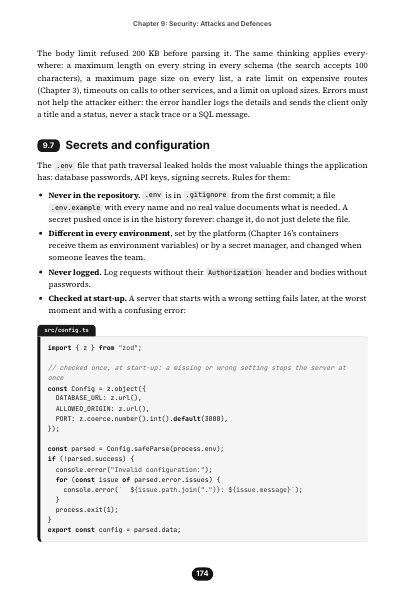 Chapter 9: Security: Attacks and Defences
The body limit refused 200 KB before parsing it. The same thinking applies every-
where: a maximum length on every string in every schema (the search accepts 100
characters), a maximum page size on every list, a rate limit on expensive routes
(Chapter 3), timeouts on calls to other services, and a limit on upload sizes. Errors must
not help the attacker either: the error handler logs the details and sends the client only
a title and a status, never a stack trace or a SQL message.
9.7 Secrets and configuration
The .env file that path traversal leaked holds the most valuable things the application
has: database passwords, API keys, signing secrets. Rules for them:
• Never in the repository. .env is in .gitignore from the first commit; a file
.env.example with every name and no real value documents what is needed. A
secret pushed once is in the history forever: change it, do not just delete the file.
• Different in every environment, set by the platform (Chapter 16's containers
receive them as environment variables) or by a secret manager, and changed when
someone leaves the team.
• Never logged. Log requests without their Authorization header and bodies without
passwords.
• Checked at start-up. A server that starts with a wrong setting fails later, at the worst
moment and with a confusing error:
src/config.ts
import { z } from "zod";
// checked once, at start-up: a missing or wrong setting stops the server at
once
const Config = z.object({
  DATABASE_URL: z.url(),
  ALLOWED_ORIGIN: z.url(),
  PORT: z.coerce.number().int().default(3000),
});
const parsed = Config.safeParse(process.env);
if (!parsed.success) {
  console.error("Invalid configuration:");
  for (const issue of parsed.error.issues) {
    console.error(`  ${issue.path.join(".")}: ${issue.message}`);
  }
  process.exit(1);
}
export const config = parsed.data;
174